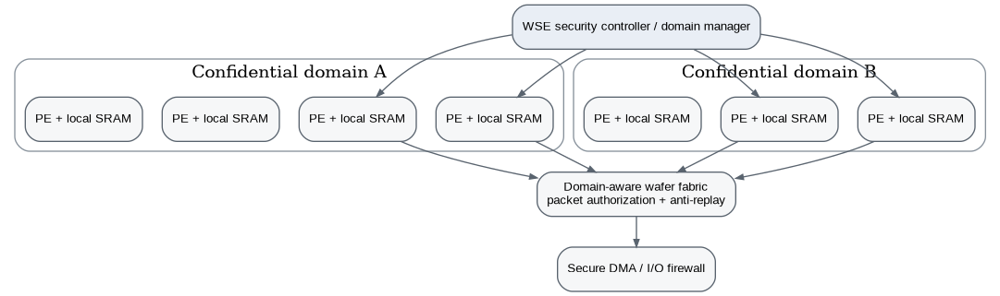 WSE security controller / domain manager
Confidential domain A
Confidential domain B
PE + local SRAM
PE + local SRAM
PE + local SRAM
PE + local SRAM
PE + local SRAM
PE + local SRAM
PE + local SRAM
Domain-aware wafer fabric
packet authorization + anti-replay
Secure DMA / I/O firewall